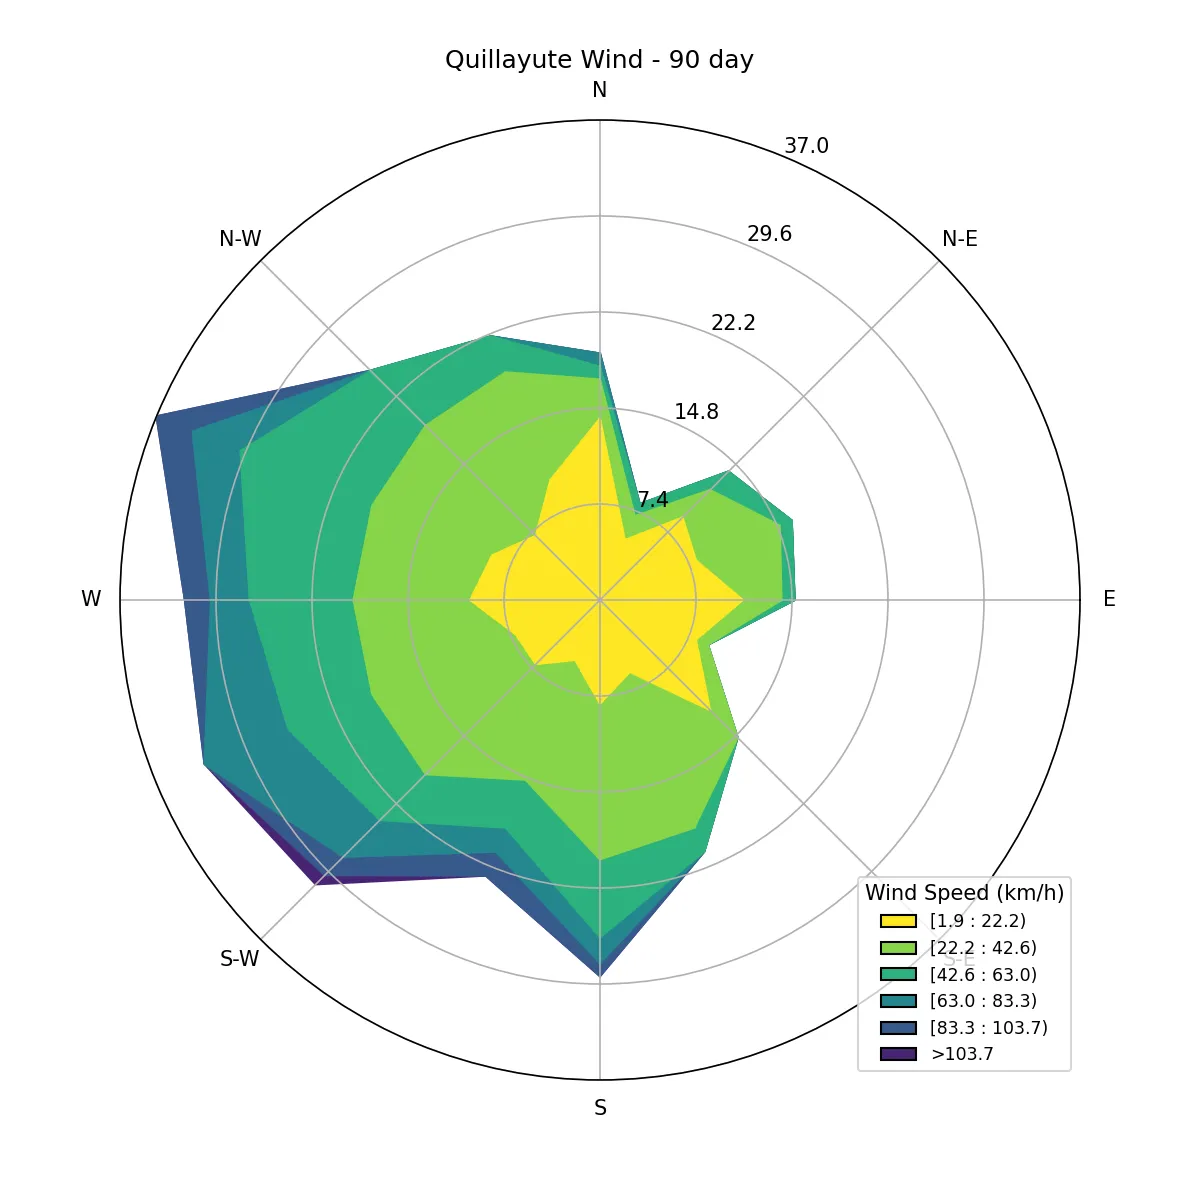 Quillayute Wind - 90 day
N
37.0
N-W
29.6
N-E
22.2
14.8
7.4
W
E
S-W
S-E
S
Wind Speed (km/h)
[1.9 : 22.2)
[22.2 : 42.6)
[42.6 : 63.0)
[63.0 : 83.3)
[83.3 : 103.7)
>103.7